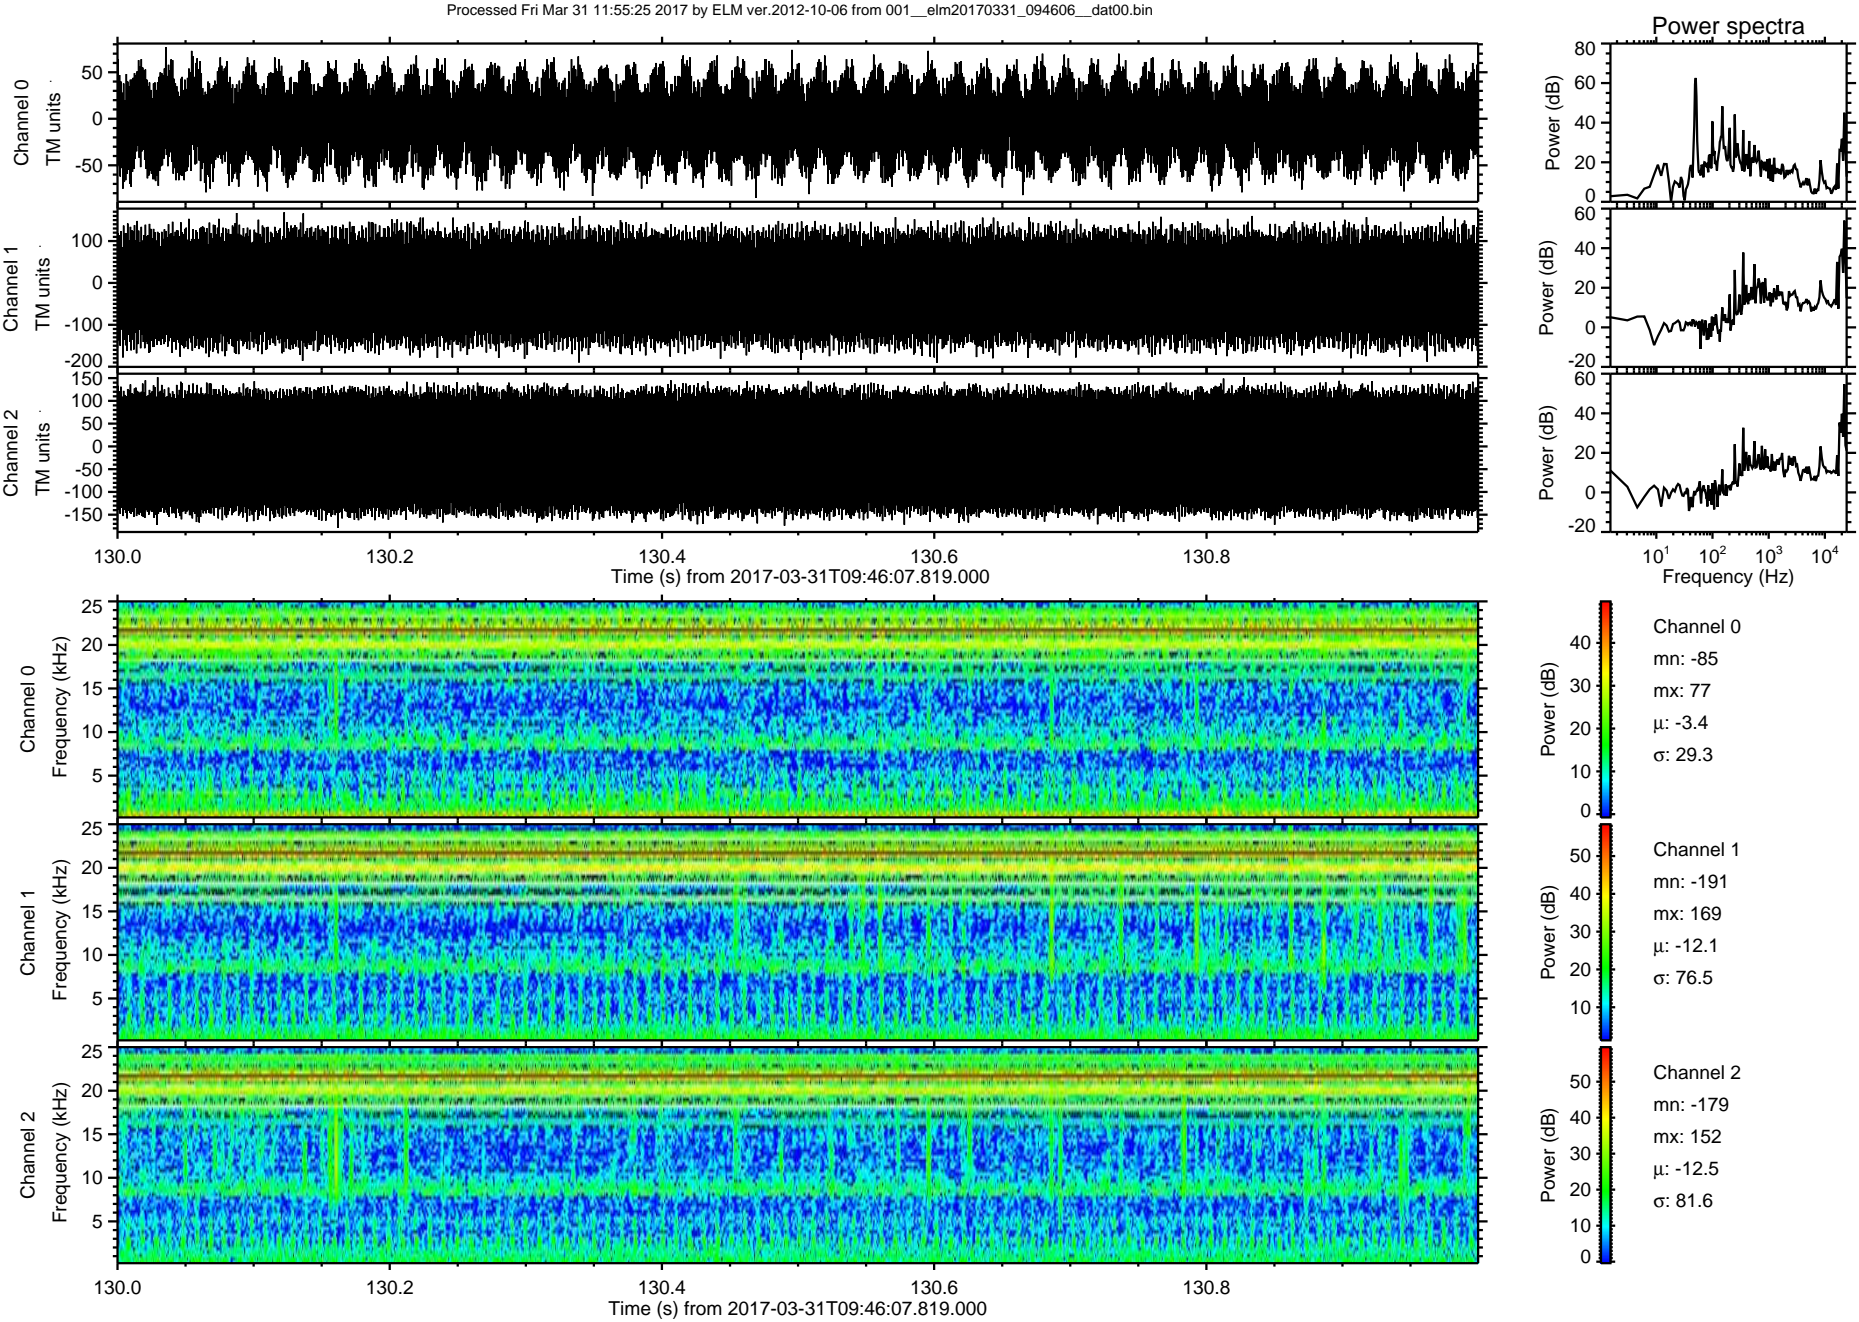 Processed Fri Mar 31 11:55:25 2017 by ELM ver.2012-10-06 from 001__elm20170331_094606__dat00.bin
Power spectra
Channel 0
TM units
50
0
-50
Power (dB)
80
60
40
20
0
Channel 1
TM units
100
0
-100
-200
Power (dB)
60
40
20
0
-20
Channel 2
TM units
150
100
50
0
-50
-100
-150
Power (dB)
60
40
20
0
-20
130.0 130.2 130.4 130.6 130.8
Time (s) from 2017-03-31T09:46:07.819.000
10^1 10^2 10^3 10^4
Frequency (Hz)
Channel 0
Frequency (kHz)
25
20
15
10
5
Power (dB)
40
30
20
10
0
Channel 0
mn: -85
mx: 77
μ: -3.4
σ: 29.3
Channel 1
Frequency (kHz)
25
20
15
10
5
Power (dB)
50
40
30
20
10
Channel 1
mn: -191
mx: 169
μ: -12.1
σ: 76.5
Channel 2
Frequency (kHz)
25
20
15
10
5
Power (dB)
50
40
30
20
10
0
Channel 2
mn: -179
mx: 152
μ: -12.5
σ: 81.6
130.0 130.2 130.4 130.6 130.8
Time (s) from 2017-03-31T09:46:07.819.000